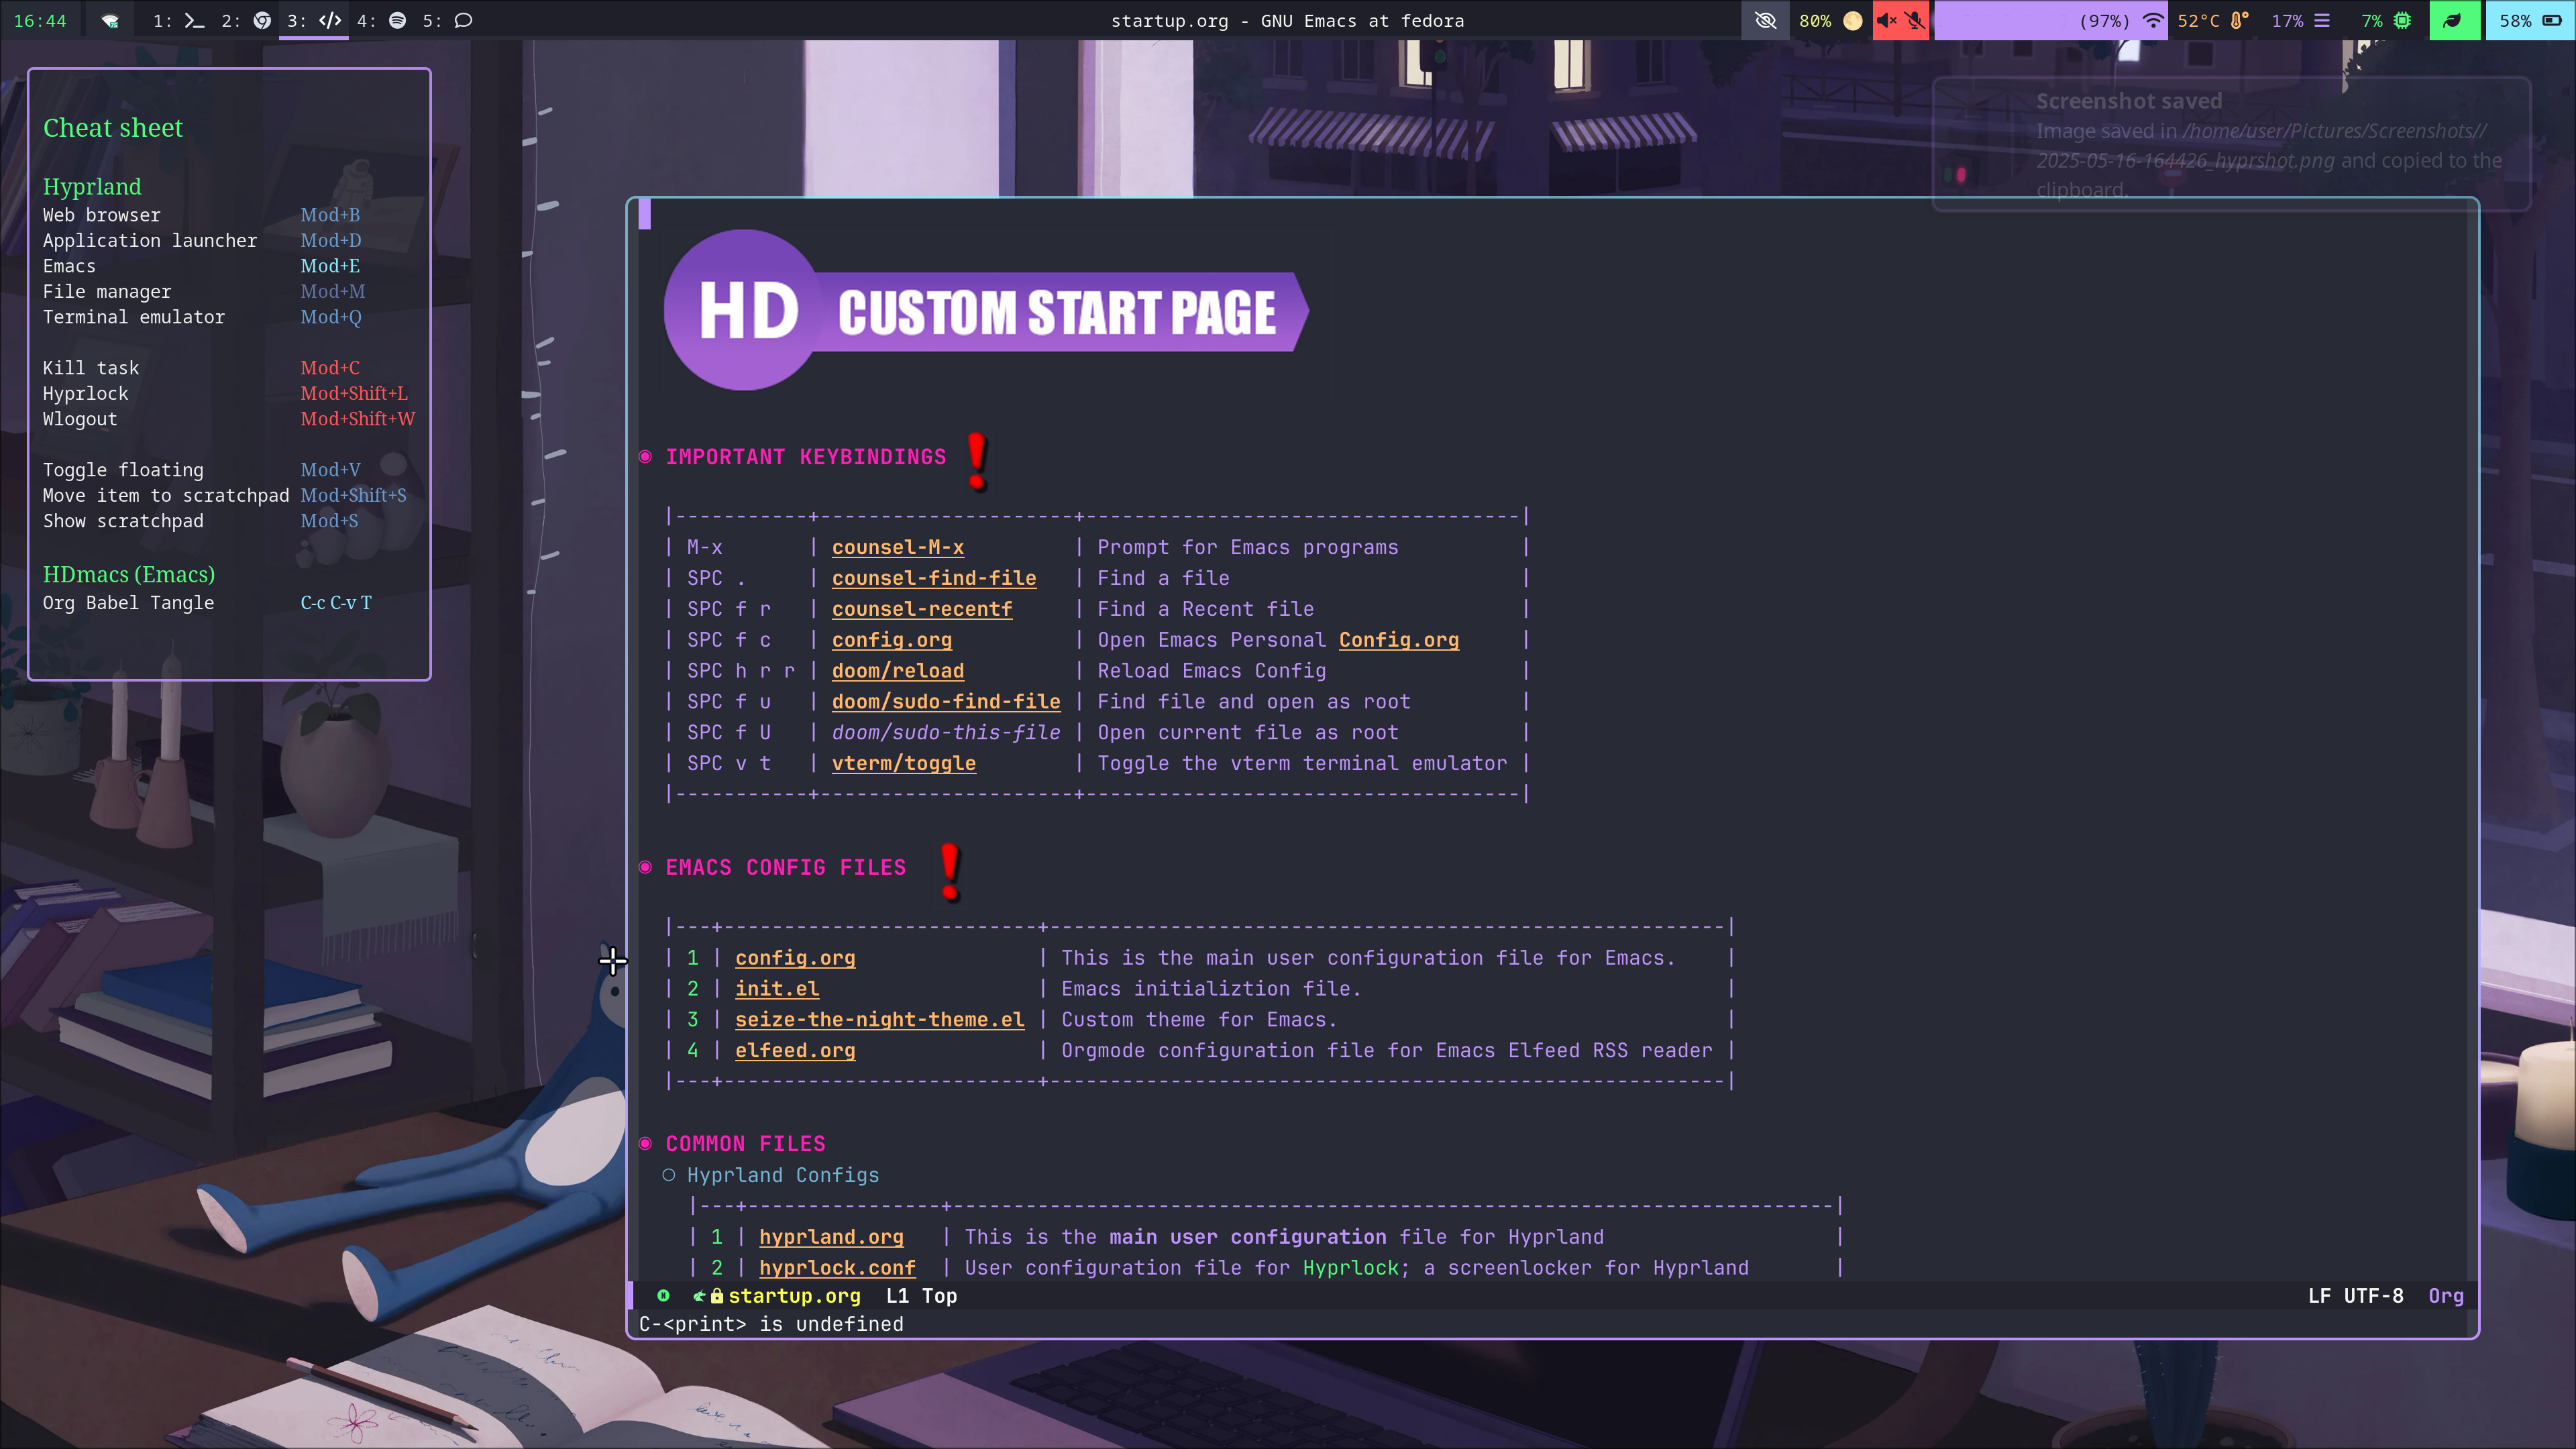 16:44 1: 2: 3: </> 4: 5: startup.org - GNU Emacs at fedora 80% (97%) 52°C 17% 7% 58%
Screenshot saved
Image saved in /home/user/Pictures/Screenshots//
2025-05-16-164426_hyprshot.png and copied to the
clipboard.
Cheat sheet
Hyprland
Web browser Mod+B
Application launcher Mod+D
Emacs Mod+E
File manager Mod+M
Terminal emulator Mod+Q
Kill task Mod+C
Hyprlock Mod+Shift+L
Wlogout Mod+Shift+W
Toggle floating Mod+V
Move item to scratchpad Mod+Shift+S
Show scratchpad Mod+S
HDmacs (Emacs)
Org Babel Tangle C-c C-v T
HD CUSTOM START PAGE
◉ IMPORTANT KEYBINDINGS ❗
|-----------+---------------------+------------------------------------|
| M-x | counsel-M-x | Prompt for Emacs programs |
| SPC . | counsel-find-file | Find a file |
| SPC f r | counsel-recentf | Find a Recent file |
| SPC f c | config.org | Open Emacs Personal Config.org |
| SPC h r r | doom/reload | Reload Emacs Config |
| SPC f u | doom/sudo-find-file | Find file and open as root |
| SPC f U | doom/sudo-this-file | Open current file as root |
| SPC v t | vterm/toggle | Toggle the vterm terminal emulator |
|-----------+---------------------+------------------------------------|
◉ EMACS CONFIG FILES ❗
|---+--------------------------+--------------------------------------------------------|
| 1 | config.org | This is the main user configuration file for Emacs. |
| 2 | init.el | Emacs initializtion file. |
| 3 | seize-the-night-theme.el | Custom theme for Emacs. |
| 4 | elfeed.org | Orgmode configuration file for Emacs Elfeed RSS reader |
|---+--------------------------+--------------------------------------------------------|
◉ COMMON FILES
○ Hyprland Configs
|---+----------------+-------------------------------------------------------------------------|
| 1 | hyprland.org | This is the main user configuration file for Hyprland |
| 2 | hyprlock.conf | User configuration file for Hyprlock; a screenlocker for Hyprland |
N startup.org L1 Top LF UTF-8 Org
C-<print> is undefined